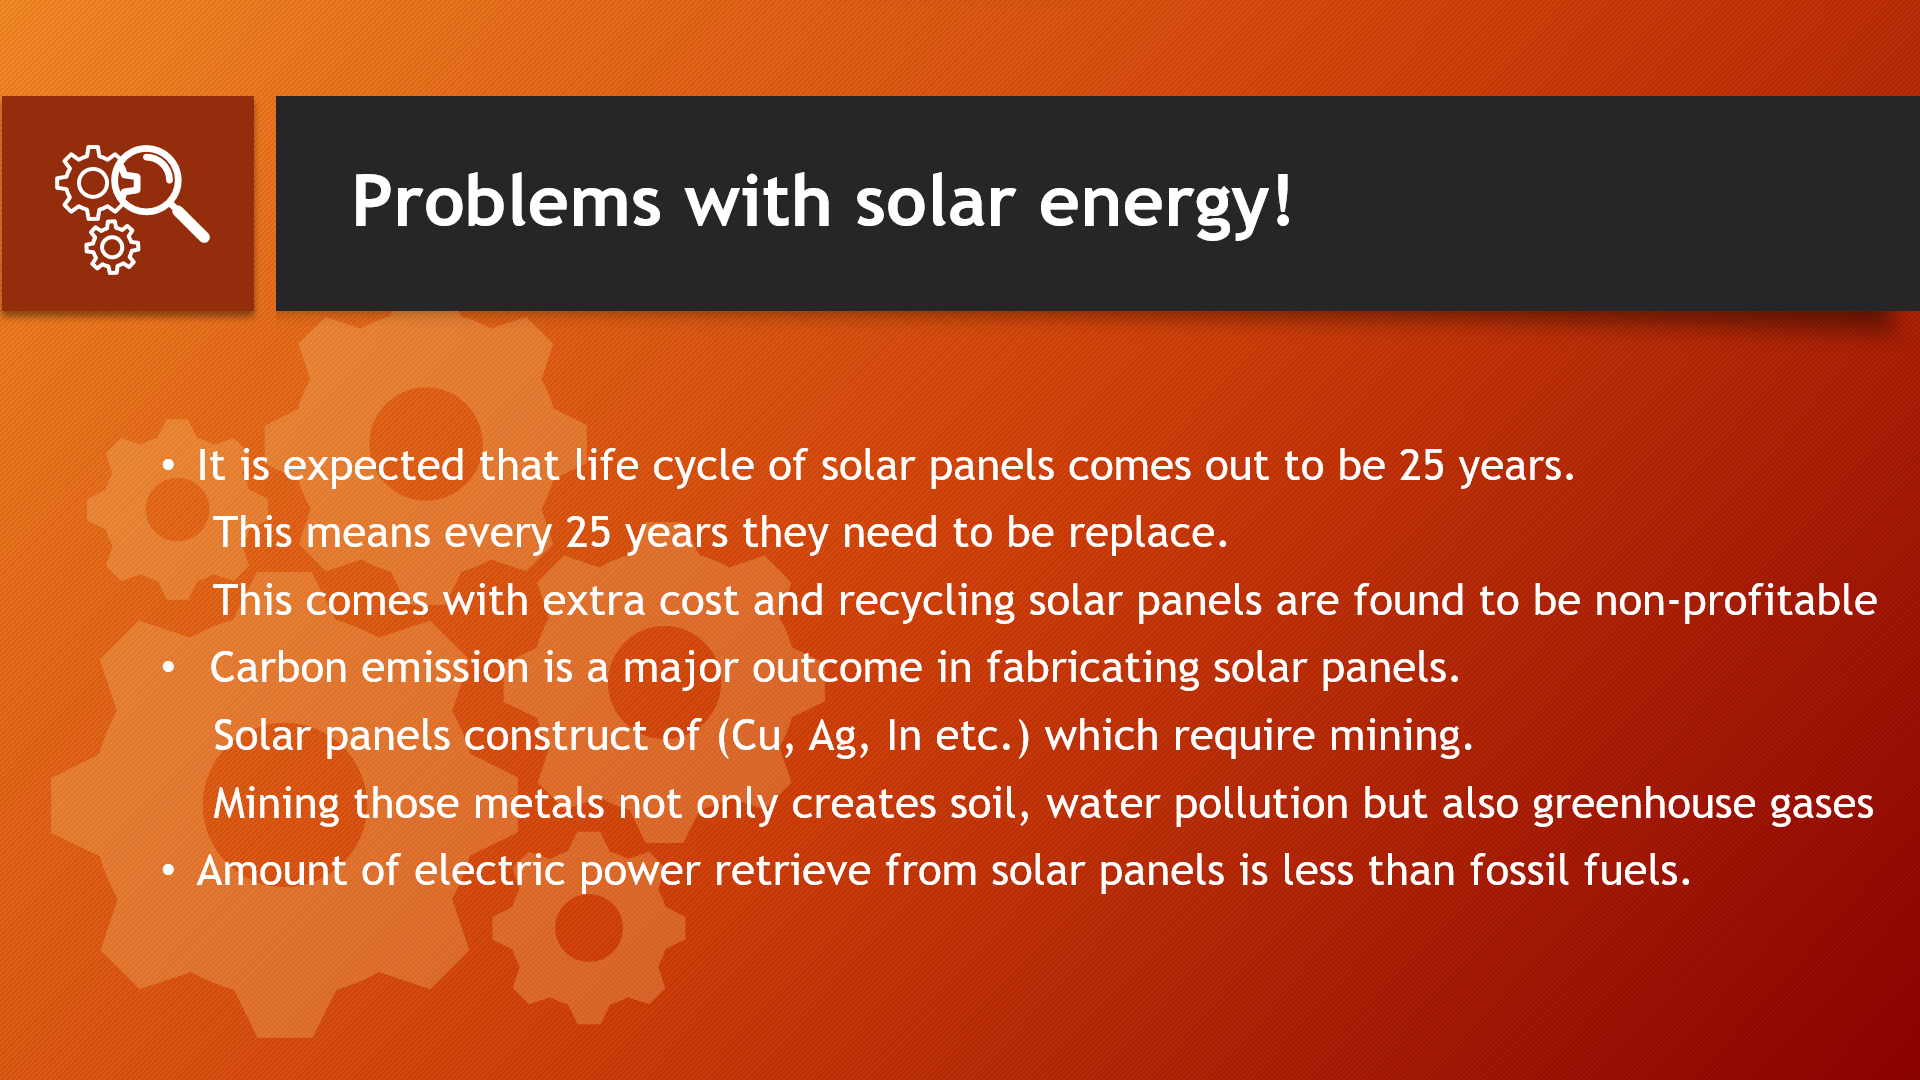 Problems with solar energy!
• It is expected that life cycle of solar panels comes out to be 25 years.
This means every 25 years they need to be replace.
This comes with extra cost and recycling solar panels are found to be non-profitable
• Carbon emission is a major outcome in fabricating solar panels.
Solar panels construct of (Cu, Ag, In etc.) which require mining.
Mining those metals not only creates soil, water pollution but also greenhouse gases
• Amount of electric power retrieve from solar panels is less than fossil fuels.